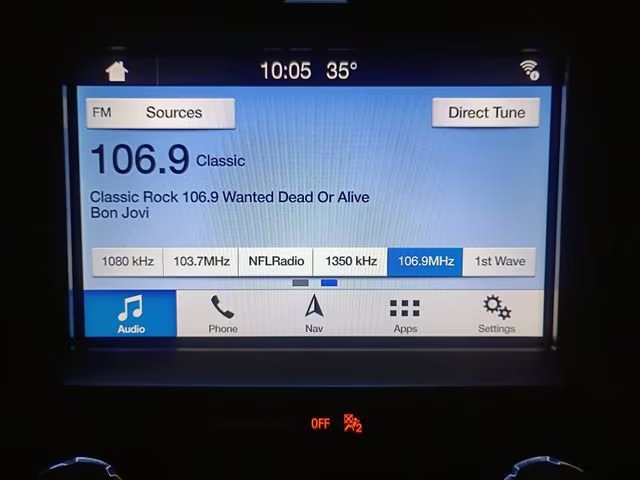 10:05 35°
FM Sources
Direct Tune
106.9 Classic
Classic Rock 106.9 Wanted Dead Or Alive
Bon Jovi
1080 kHz 103.7MHz NFLRadio 1350 kHz 106.9MHz 1st Wave
Audio Phone Nav Apps Settings
OFF 2